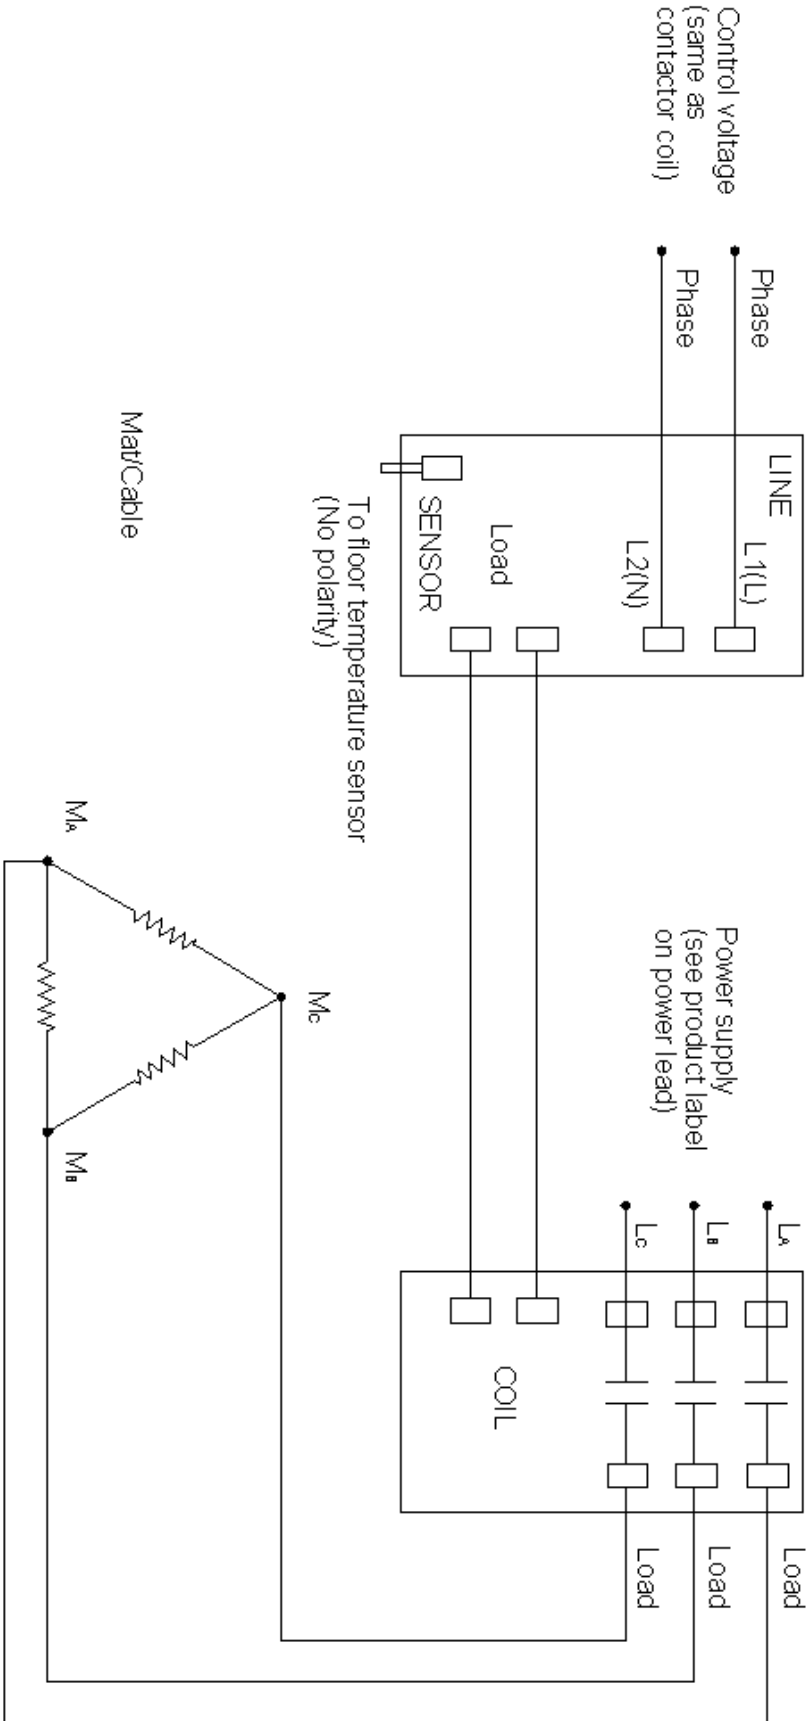 Control voltage
(same as
contactor coil)
Phase
Phase
LINE
L1(L)
L2(N)
Load
SENSOR
To floor temperature sensor
(No polarity)
Power supply
(see product label
on power lead)
LA
LB
LC
COIL
Load
Load
Load
Mat/Cable
MA
MB
MC